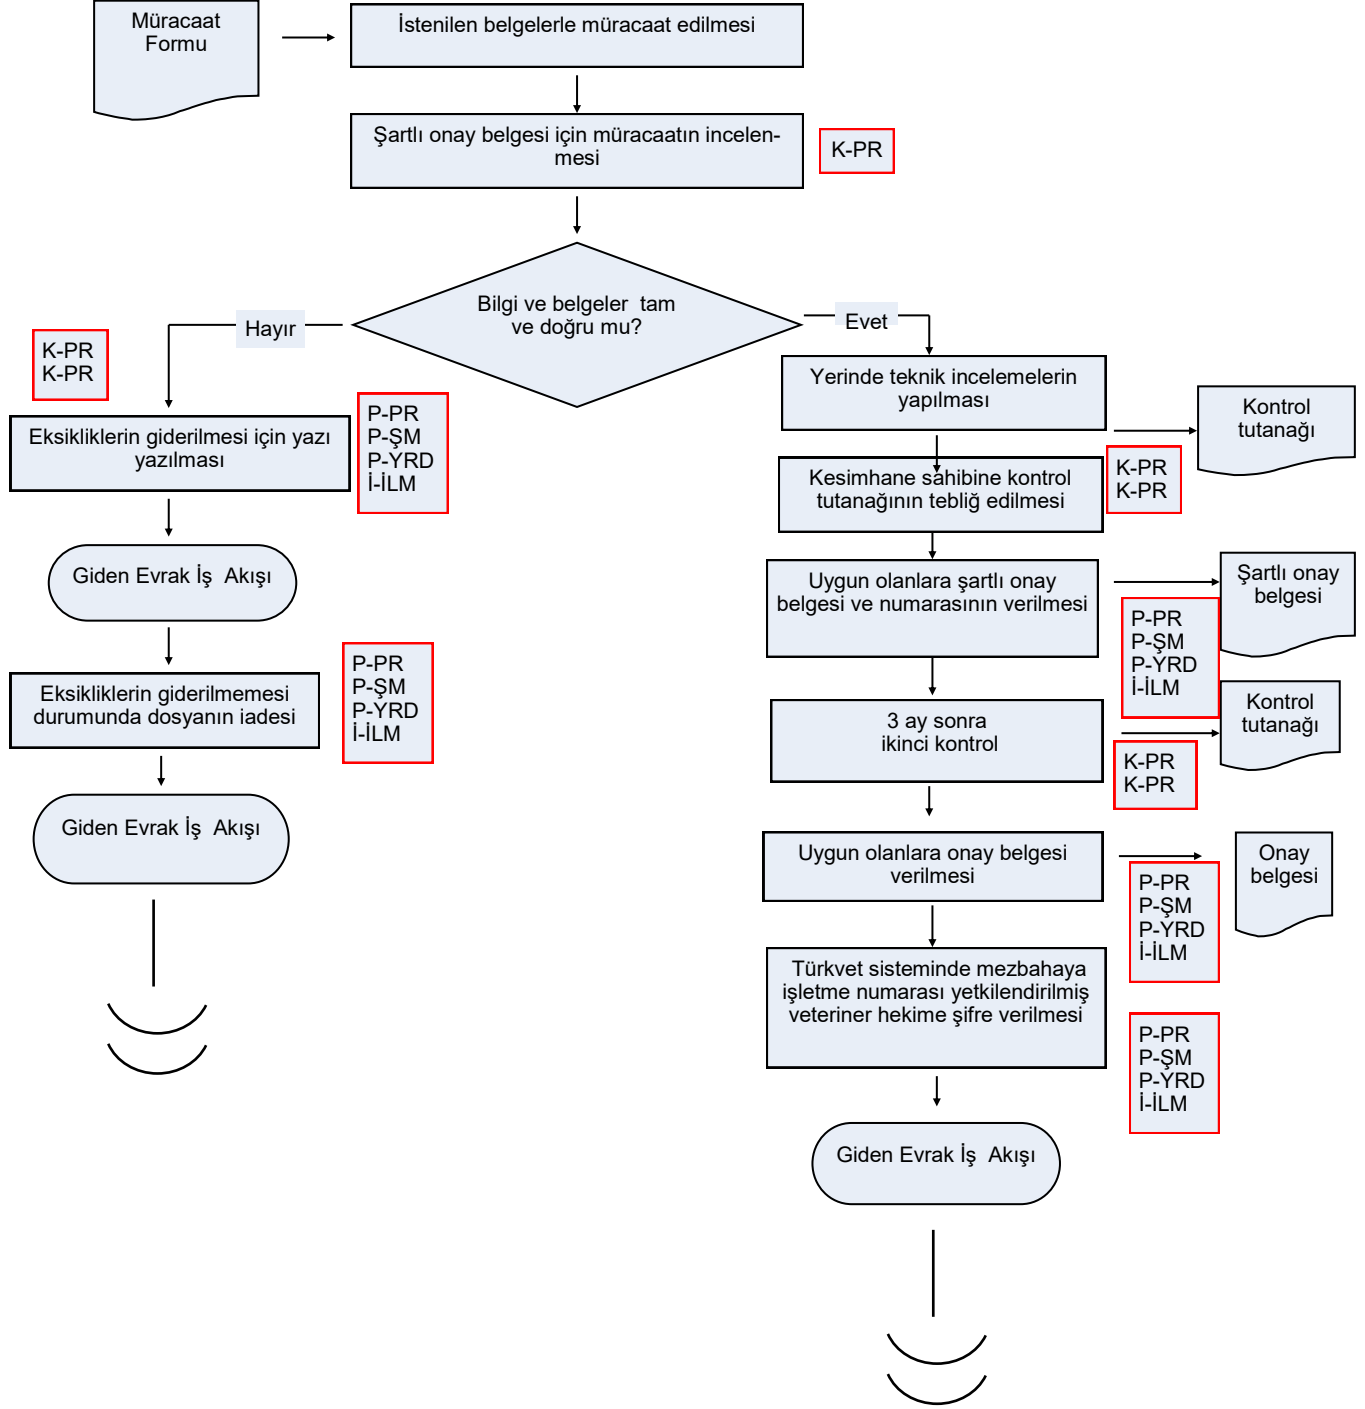 Müracaat
Formu
İstenilen belgelerle müracaat edilmesi
Şartlı onay belgesi için müracaatın incelen-
mesi
K-PR
Bilgi ve belgeler  tam
ve doğru mu?
Hayır
Evet
K-PR
K-PR
Eksikliklerin giderilmesi için yazı
yazılması
P-PR
P-ŞM
P-YRD
İ-İLM
Giden Evrak İş  Akışı
Eksikliklerin giderilmemesi
durumunda dosyanın iadesi
P-PR
P-ŞM
P-YRD
İ-İLM
Giden Evrak İş  Akışı
Yerinde teknik incelemelerin
yapılması
Kontrol
tutanağı
Kesimhane sahibine kontrol
tutanağının tebliğ edilmesi
K-PR
K-PR
Uygun olanlara şartlı onay
belgesi ve numarasının verilmesi
Şartlı onay
belgesi
P-PR
P-ŞM
P-YRD
İ-İLM
3 ay sonra
ikinci kontrol
Kontrol
tutanağı
K-PR
K-PR
Uygun olanlara onay belgesi
verilmesi
Onay
belgesi
P-PR
P-ŞM
P-YRD
İ-İLM
Türkvet sisteminde mezbahaya
işletme numarası yetkilendirilmiş
veteriner hekime şifre verilmesi
P-PR
P-ŞM
P-YRD
İ-İLM
Giden Evrak İş  Akışı